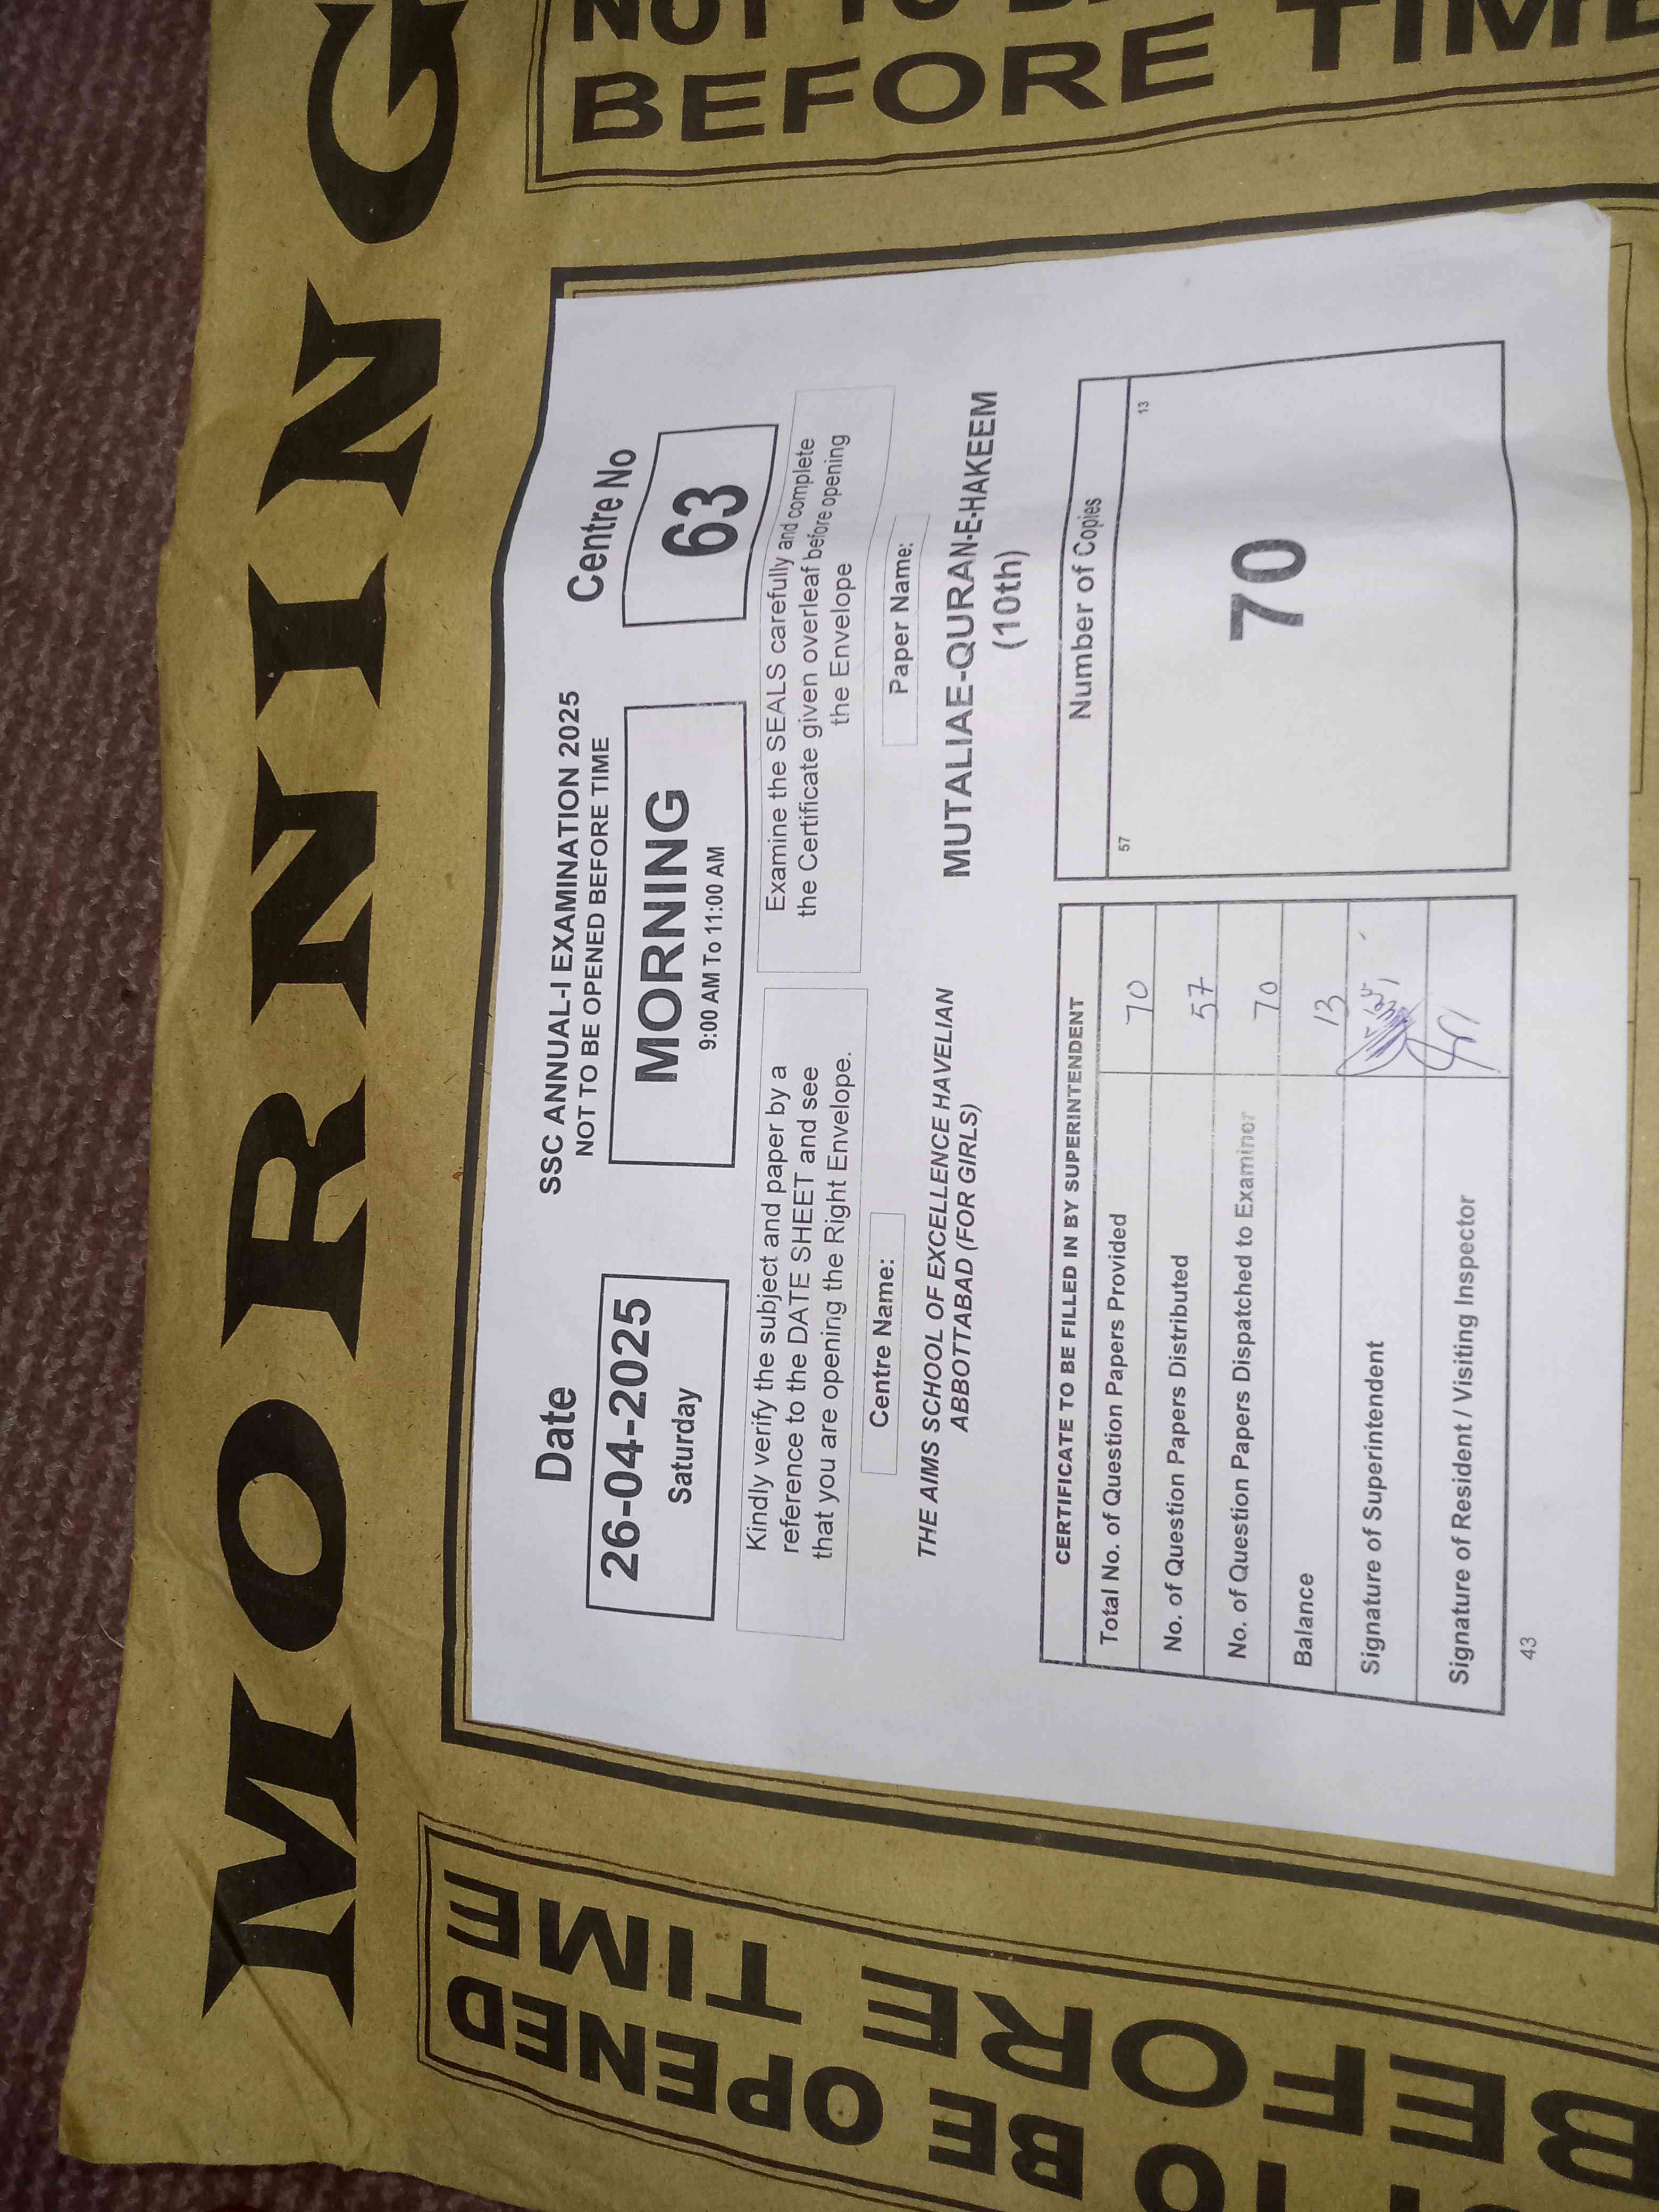 MORNING
NOT TO B
BEFORE TIME
Date
26-04-2025
Saturday
SSC ANNUAL-I EXAMINATION 2025
NOT TO BE OPENED BEFORE TIME
MORNING
9:00 AM To 11:00 AM
Centre No
63
Kindly verify the subject and paper by a
reference to the DATE SHEET and see
that you are opening the Right Envelope.
Examine the SEALS carefully and complete
the Certificate given overleaf before opening
the Envelope
Centre Name:
THE AIMS SCHOOL OF EXCELLENCE HAVELIAN
ABBOTTABAD (FOR GIRLS)
Paper Name:
MUTALIAE-QURAN-E-HAKEEM
(10th)
CERTIFICATE TO BE FILLED IN BY SUPERINTENDENT
Total No. of Question Papers Provided 70
No. of Question Papers Distributed 57
No. of Question Papers Dispatched to Examiner 70
Balance 13
Signature of Superintendent
Signature of Resident / Visiting Inspector
Number of Copies
57 13
70
43
BE OPENED
BEFORE TIME